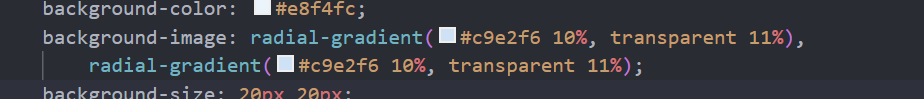 background-color: #e8f4fc;
background-image: radial-gradient(#c9e2f6 10%, transparent 11%),
radial-gradient(#c9e2f6 10%, transparent 11%);
background-size: 20px 20px;